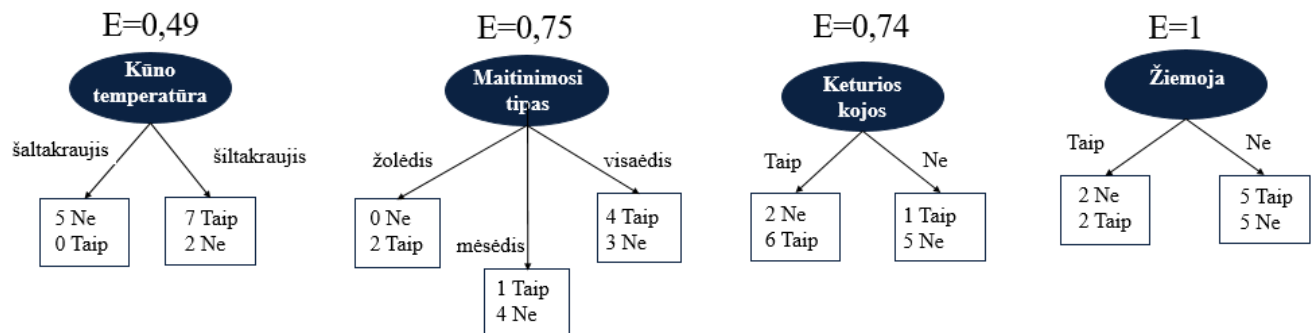 E=0,49
Kūno
temperatūra
šaltakraujis
šiltakraujis
5 Ne
0 Taip
7 Taip
2 Ne
E=0,75
Maitinimosi
tipas
žolėdis
visaėdis
mėsėdis
0 Ne
2 Taip
4 Taip
3 Ne
1 Taip
4 Ne
E=0,74
Keturios
kojos
Taip
Ne
2 Ne
6 Taip
1 Taip
5 Ne
E=1
Žiemoja
Taip
Ne
2 Ne
2 Taip
5 Taip
5 Ne